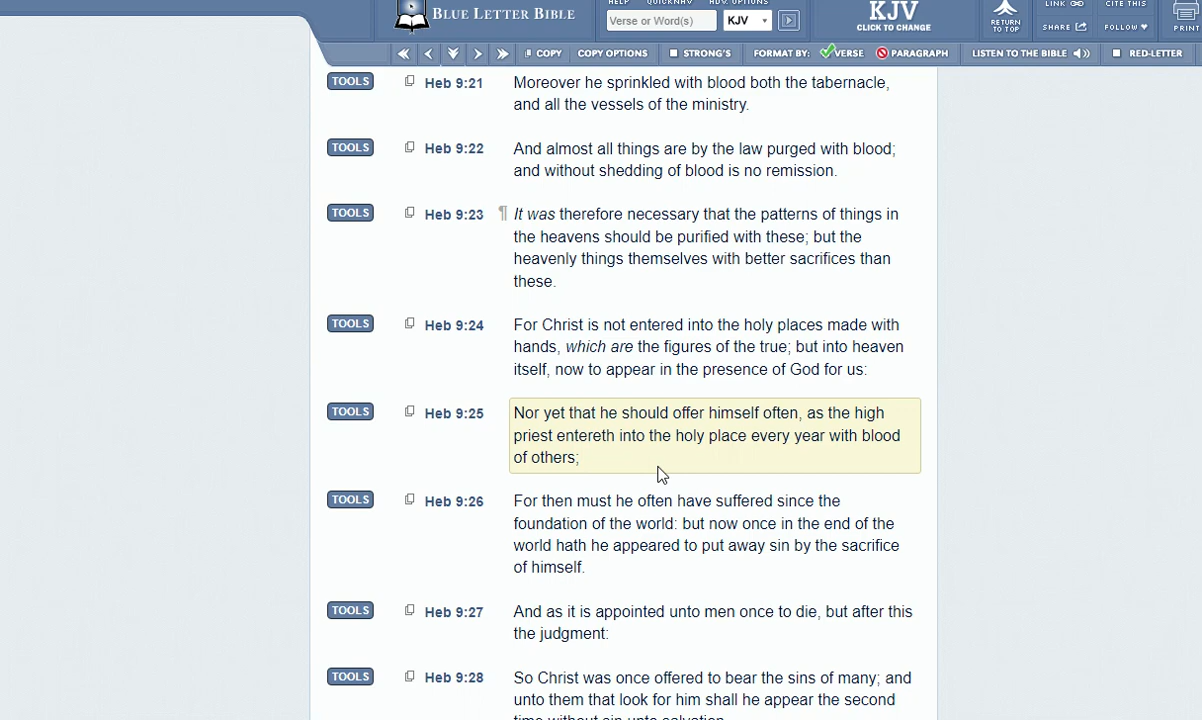 HELP QUICKNAV ADV. OPTIONS
BLUE LETTER BIBLE
Verse or Word(s)
KJV
KJV
CLICK TO CHANGE
RETURN
TO TOP
LINK
CITE THIS
SHARE
FOLLOW
PRINT
COPY COPY OPTIONS STRONG'S FORMAT BY: VERSE PARAGRAPH LISTEN TO THE BIBLE RED-LETTER
TOOLS Heb 9:21 Moreover he sprinkled with blood both the tabernacle,
and all the vessels of the ministry.
TOOLS Heb 9:22 And almost all things are by the law purged with blood;
and without shedding of blood is no remission.
TOOLS Heb 9:23 ¶ It was therefore necessary that the patterns of things in
the heavens should be purified with these; but the
heavenly things themselves with better sacrifices than
these.
TOOLS Heb 9:24 For Christ is not entered into the holy places made with
hands, which are the figures of the true; but into heaven
itself, now to appear in the presence of God for us:
TOOLS Heb 9:25 Nor yet that he should offer himself often, as the high
priest entereth into the holy place every year with blood
of others;
TOOLS Heb 9:26 For then must he often have suffered since the
foundation of the world: but now once in the end of the
world hath he appeared to put away sin by the sacrifice
of himself.
TOOLS Heb 9:27 And as it is appointed unto men once to die, but after this
the judgment:
TOOLS Heb 9:28 So Christ was once offered to bear the sins of many; and
unto them that look for him shall he appear the second
time without sin unto salvation